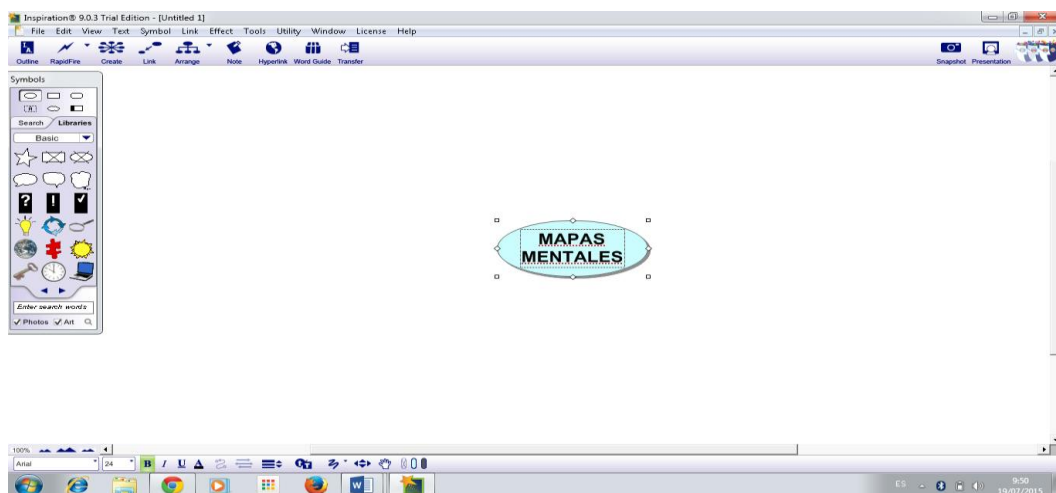 Inspiration® 9.0.3 Trial Edition - [Untitled 1]
File Edit View Text Symbol Link Effect Tools Utility Window License Help
Outline RapidFire Create Link Arrange Note Hyperlink Word Guide Transfer Snapshot Presentation
Symbols
Search Libraries
Basic
MAPAS
MENTALES
Enter search words
Photos Art
100%
Arial 24 B I U A
ES 9:50
19/07/2015